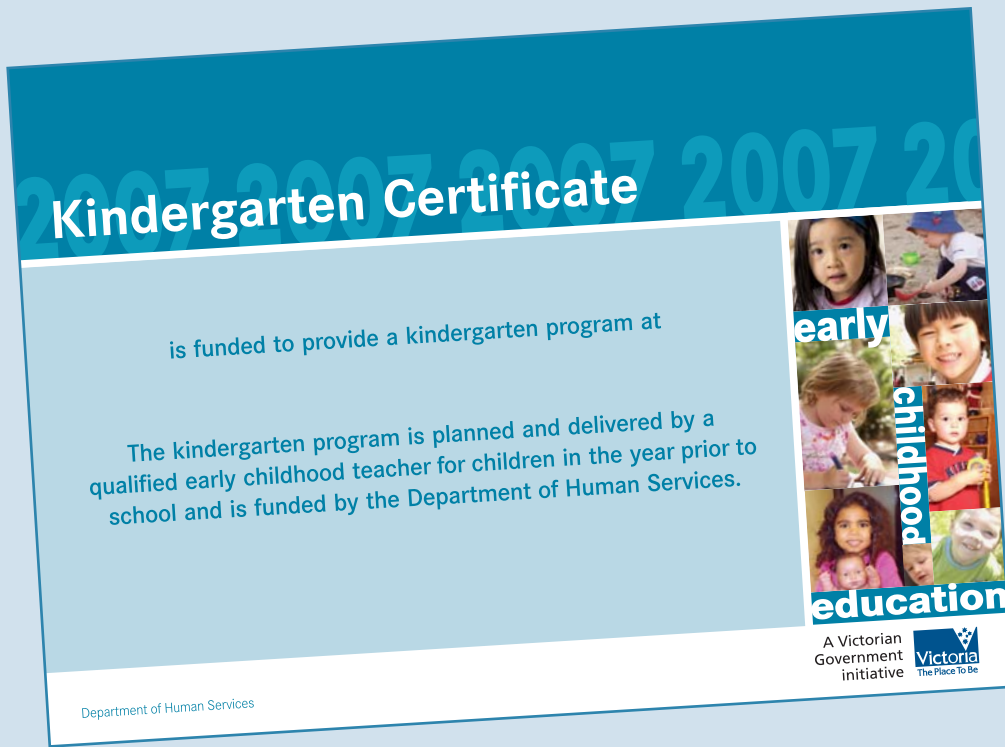 2007 2007 2007 2007 20
Kindergarten Certificate
is funded to provide a kindergarten program at
The kindergarten program is planned and delivered by a
qualified early childhood teacher for children in the year prior to
school and is funded by the Department of Human Services.
early
childhood
education
A Victorian
Government
initiative
Victoria
The Place To Be
Department of Human Services